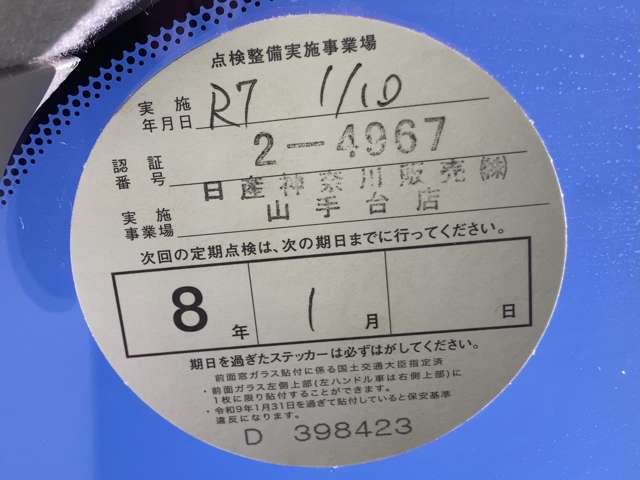 点検整備実施事業場
実施年月日 R7 1/10
認証番号 2-4967
実施事業場 日産神奈川販売㈱
山手台店
次回の定期点検は、次の期日までに行ってください。
8年 1月 日
期日を過ぎたステッカーは必ずはがしてください。
前面窓ガラス貼付に係る国土交通大臣指定済
・前面ガラス左側上部(左ハンドル車は右側上部)に
1枚に限り貼付することができます。
・令和9年1月31日を過ぎて貼付していると保安基準
違反になります。
D 398423